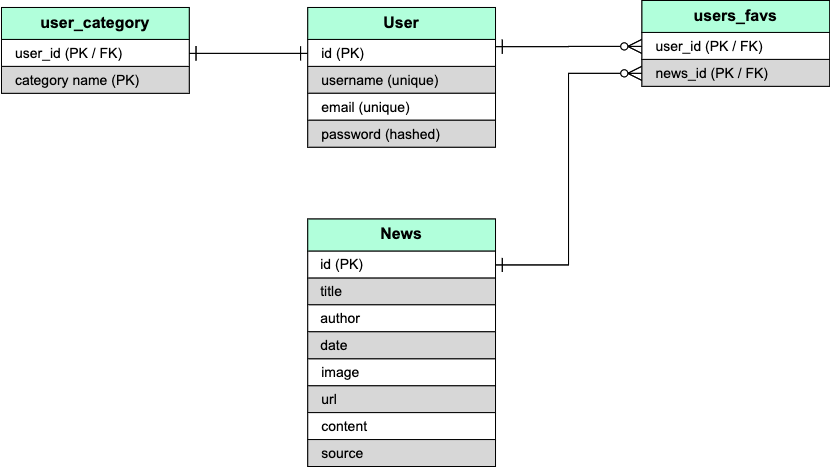 user_category
user_id (PK / FK)
category name (PK)
User
id (PK)
username (unique)
email (unique)
password (hashed)
users_favs
user_id (PK / FK)
news_id (PK / FK)
News
id (PK)
title
author
date
image
url
content
source